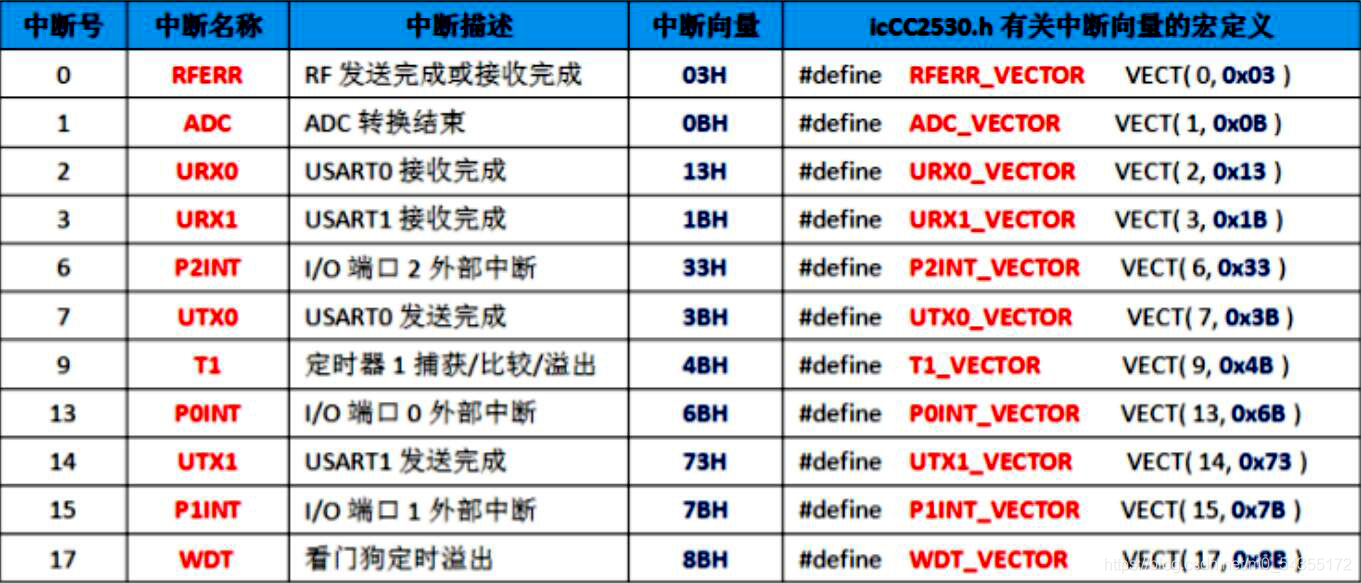 中断号 中断名称 中断描述 中断向量 icCC2530.h 有关中断向量的宏定义
0 RFERR RF 发送完成或接收完成 03H #define RFERR_VECTOR VECT( 0, 0x03 )
1 ADC ADC 转换结束 0BH #define ADC_VECTOR VECT( 1, 0x0B )
2 URX0 USART0 接收完成 13H #define URX0_VECTOR VECT( 2, 0x13 )
3 URX1 USART1 接收完成 1BH #define URX1_VECTOR VECT( 3, 0x1B )
6 P2INT I/O 端口 2 外部中断 33H #define P2INT_VECTOR VECT( 6, 0x33 )
7 UTX0 USART0 发送完成 3BH #define UTX0_VECTOR VECT( 7, 0x3B )
9 T1 定时器 1 捕获/比较/溢出 4BH #define T1_VECTOR VECT( 9, 0x4B )
13 P0INT I/O 端口 0 外部中断 6BH #define P0INT_VECTOR VECT( 13, 0x6B )
14 UTX1 USART1 发送完成 73H #define UTX1_VECTOR VECT( 14, 0x73 )
15 P1INT I/O 端口 1 外部中断 7BH #define P1INT_VECTOR VECT( 15, 0x7B )
17 WDT 看门狗定时溢出 8BH #define WDT_VECTOR VECT( 17, 0x8B )